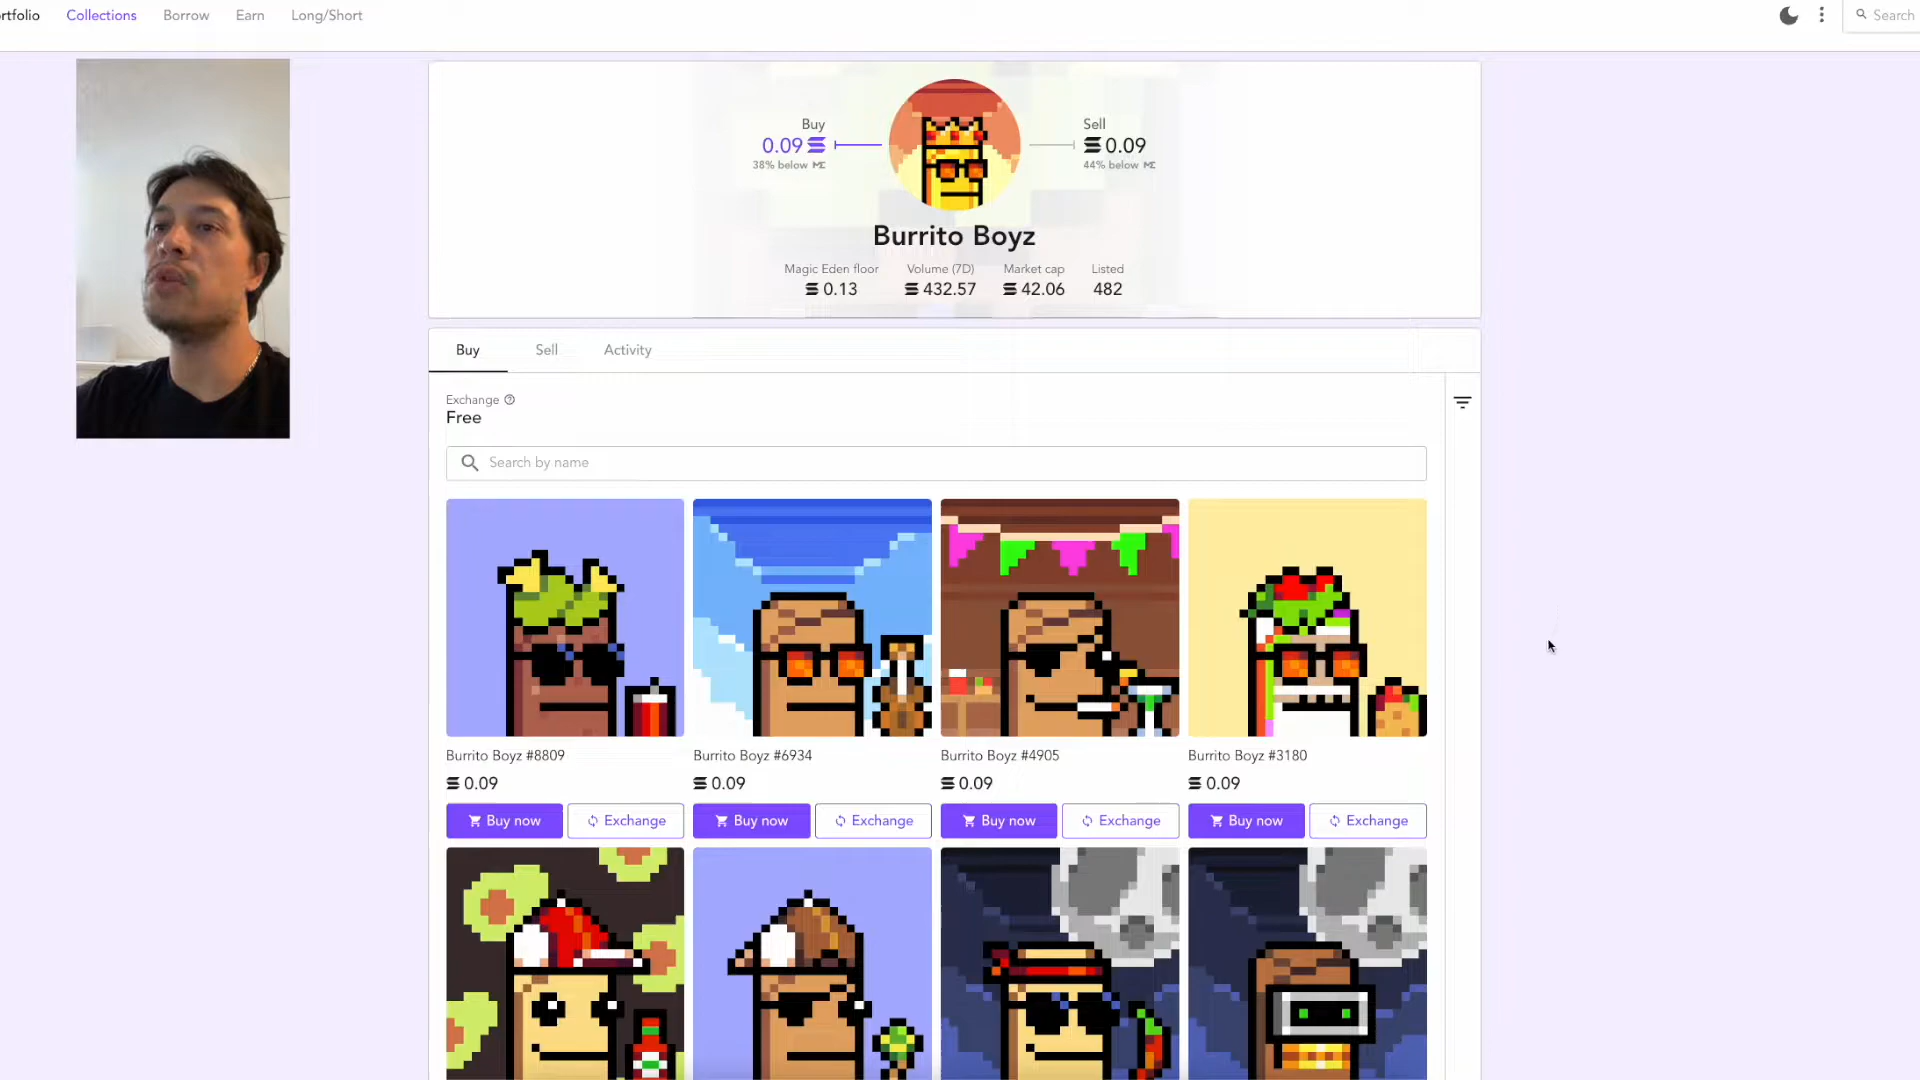 rtfolio Collections Borrow Earn Long/Short Search
Buy
0.09
38% below ME
Sell
0.09
44% below ME
Burrito Boyz
Magic Eden floor Volume (7D) Market cap Listed
0.13 432.57 42.06 482
Buy Sell Activity
Exchange
Free
Search by name
Burrito Boyz #8809 Burrito Boyz #6934 Burrito Boyz #4905 Burrito Boyz #3180
0.09 0.09 0.09 0.09
Buy now Exchange Buy now Exchange Buy now Exchange Buy now Exchange